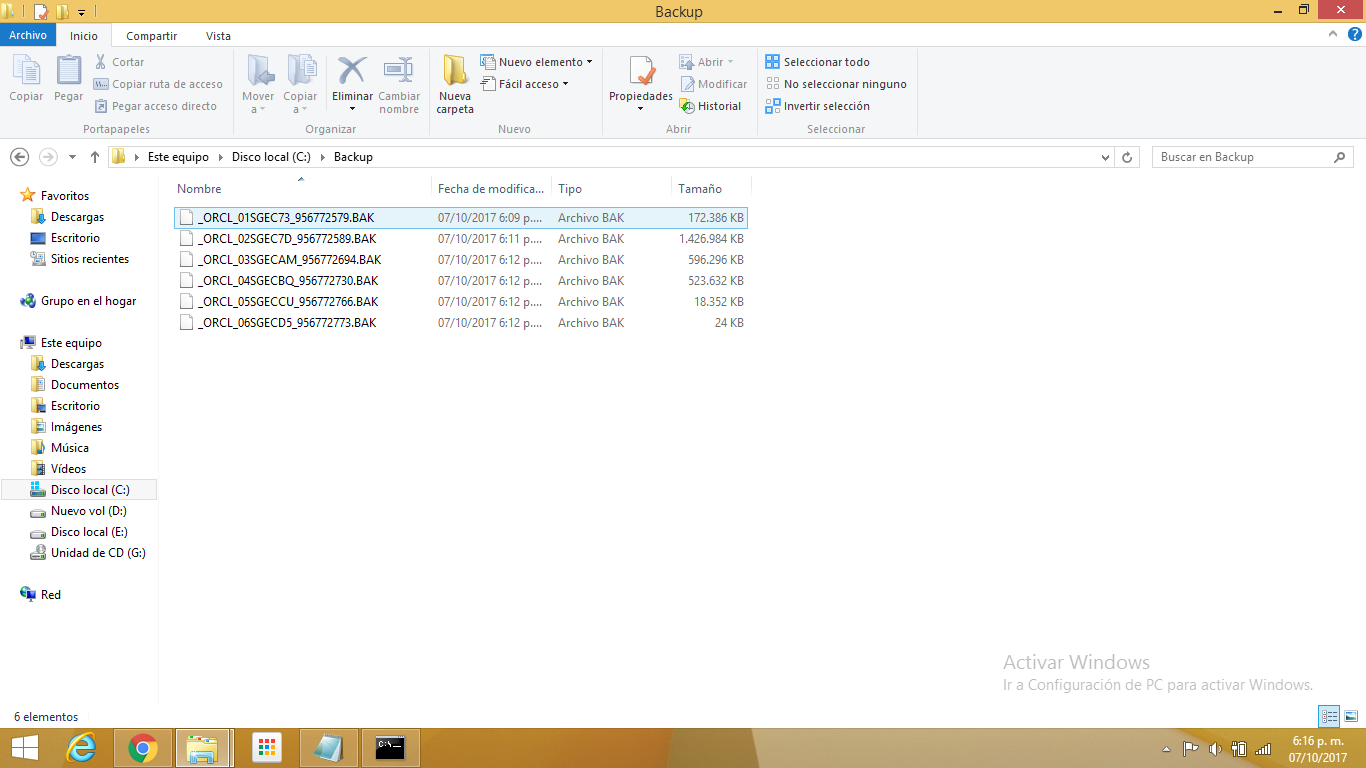 Backup
Archivo Inicio Compartir Vista
Copiar
Pegar
Cortar
Copiar ruta de acceso
Pegar acceso directo
Portapapeles
Mover a
Copiar a
Eliminar
Cambiar nombre
Organizar
Nueva carpeta
Nuevo elemento
Fácil acceso
Nuevo
Propiedades
Abrir
Modificar
Historial
Abrir
Seleccionar todo
No seleccionar ninguno
Invertir selección
Seleccionar
Este equipo Disco local (C:) Backup
Buscar en Backup
Favoritos
Descargas
Escritorio
Sitios recientes
Grupo en el hogar
Este equipo
Descargas
Documentos
Escritorio
Imágenes
Música
Vídeos
Disco local (C:)
Nuevo vol (D:)
Disco local (E:)
Unidad de CD (G:)
Red
Nombre Fecha de modifica... Tipo Tamaño
_ORCL_01SGEC73_956772579.BAK 07/10/2017 6:09 p.... Archivo BAK 172.386 KB
_ORCL_02SGEC7D_956772589.BAK 07/10/2017 6:11 p.... Archivo BAK 1.426.984 KB
_ORCL_03SGECAM_956772694.BAK 07/10/2017 6:12 p.... Archivo BAK 596.296 KB
_ORCL_04SGECBQ_956772730.BAK 07/10/2017 6:12 p.... Archivo BAK 523.632 KB
_ORCL_05SGECCU_956772766.BAK 07/10/2017 6:12 p.... Archivo BAK 18.352 KB
_ORCL_06SGECD5_956772773.BAK 07/10/2017 6:12 p.... Archivo BAK 24 KB
Activar Windows
Ir a Configuración de PC para activar Windows.
6 elementos
C:\_
6:16 p. m.
07/10/2017